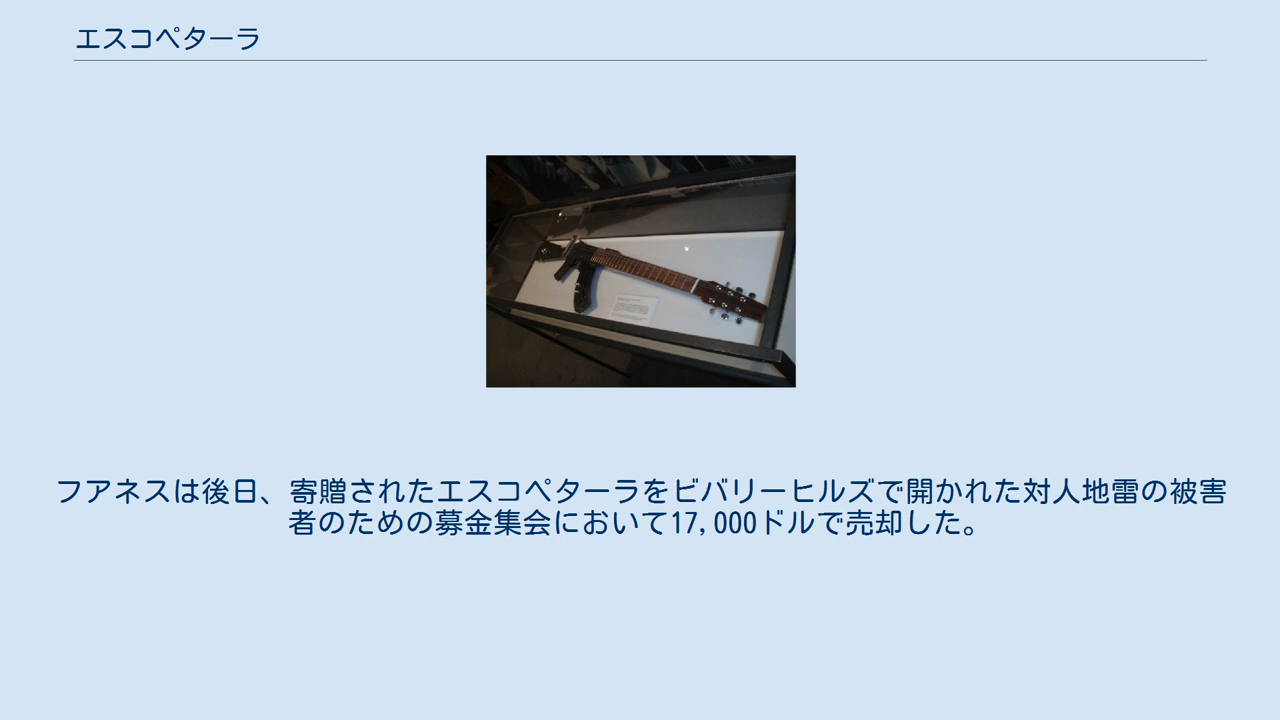 エスコペターラ
フアネスは後日、寄贈されたエスコペターラをビバリーヒルズで開かれた対人地雷の被害
者のための募金集会において17,000ドルで売却した。